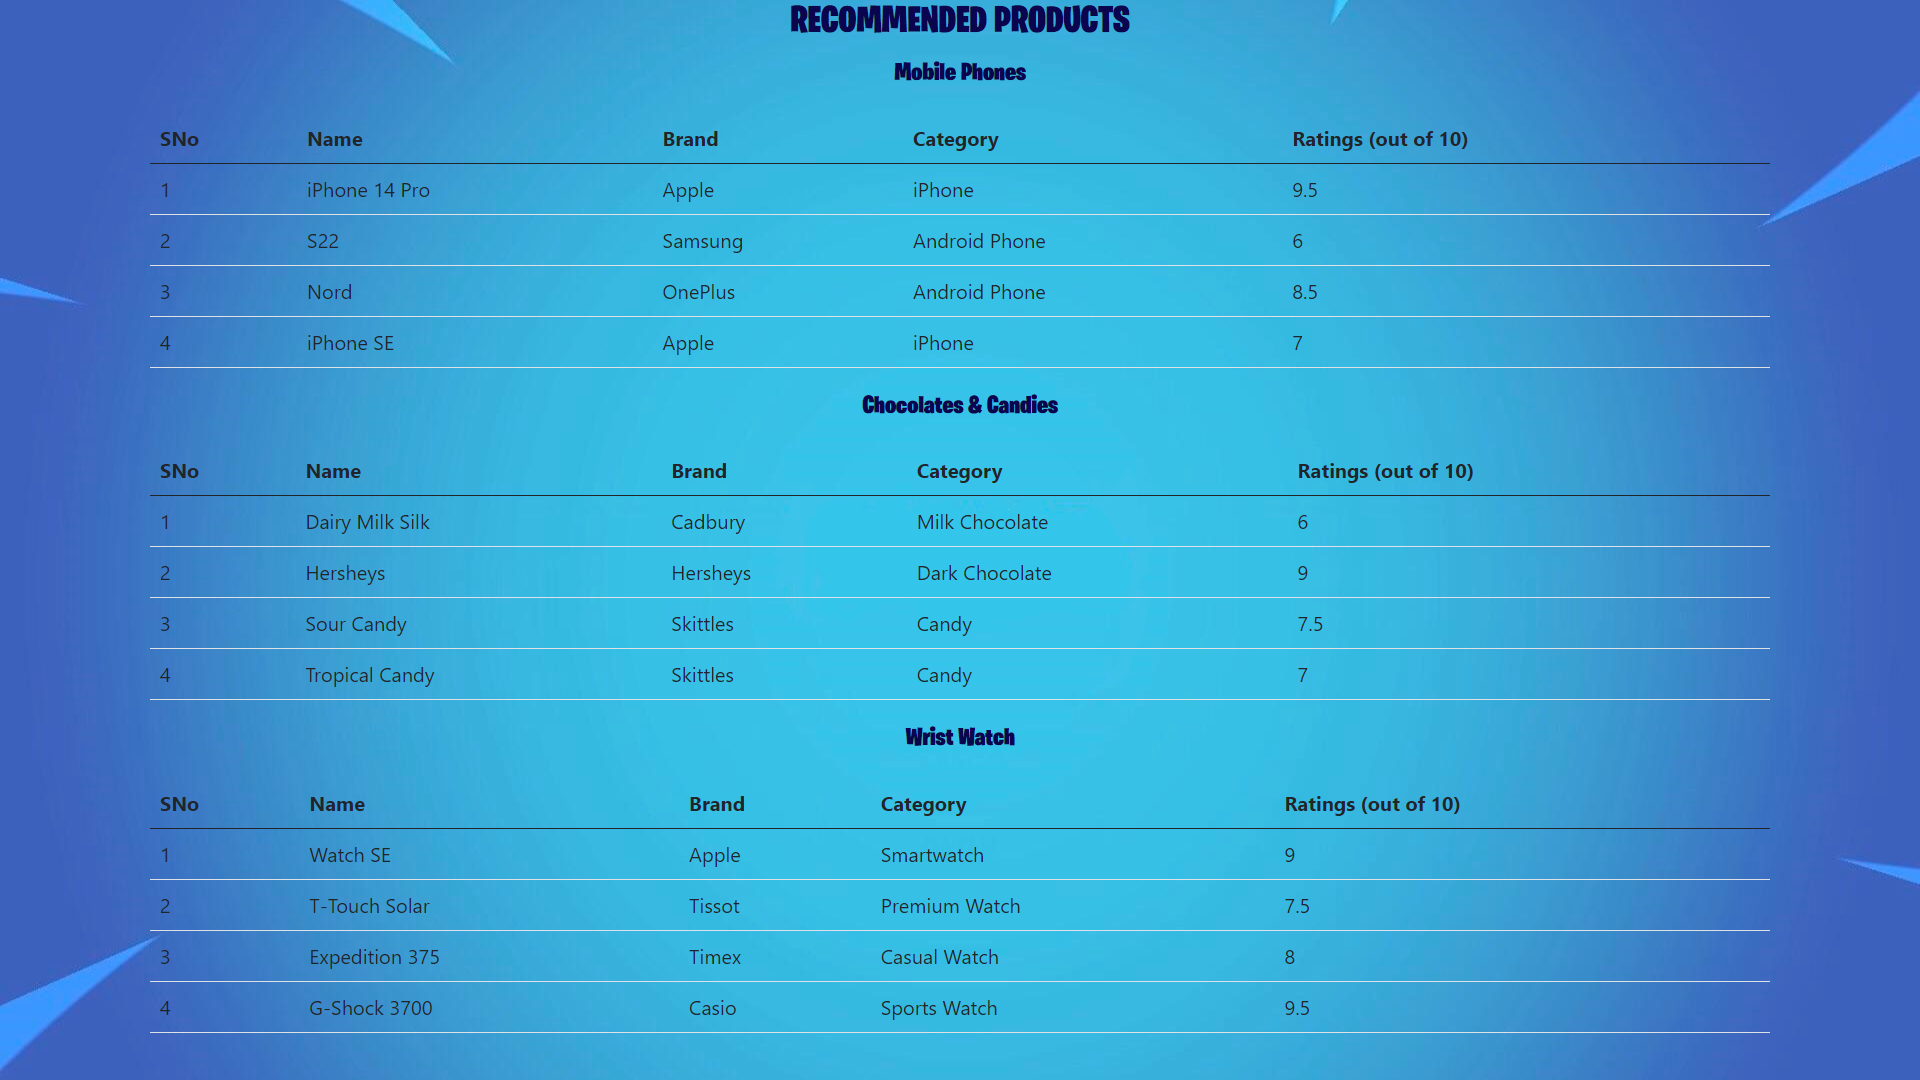 RECOMMENDED PRODUCTS
Mobile Phones
SNo Name Brand Category Ratings (out of 10)
1 iPhone 14 Pro Apple iPhone 9.5
2 S22 Samsung Android Phone 6
3 Nord OnePlus Android Phone 8.5
4 iPhone SE Apple iPhone 7
Chocolates & Candies
SNo Name Brand Category Ratings (out of 10)
1 Dairy Milk Silk Cadbury Milk Chocolate 6
2 Hersheys Hersheys Dark Chocolate 9
3 Sour Candy Skittles Candy 7.5
4 Tropical Candy Skittles Candy 7
Wrist Watch
SNo Name Brand Category Ratings (out of 10)
1 Watch SE Apple Smartwatch 9
2 T-Touch Solar Tissot Premium Watch 7.5
3 Expedition 375 Timex Casual Watch 8
4 G-Shock 3700 Casio Sports Watch 9.5